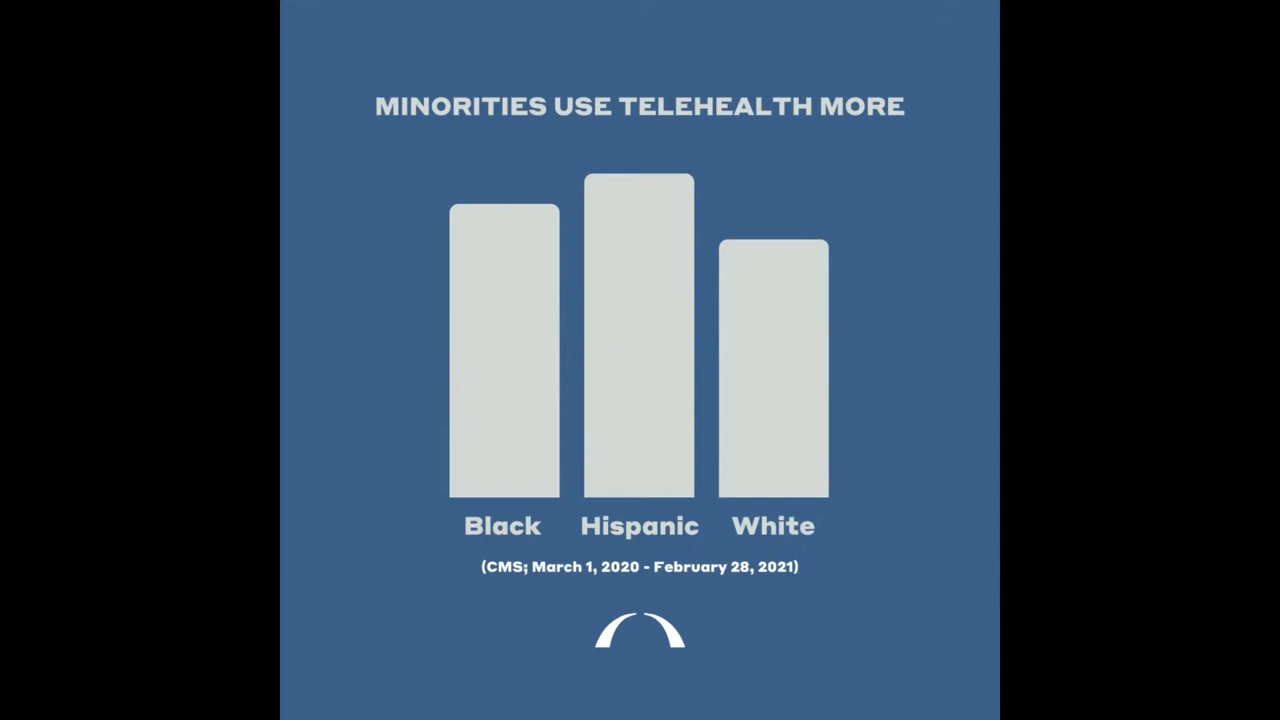 MINORITIES USE TELEHEALTH MORE
Black Hispanic White
(CMS; March 1, 2020 - February 28, 2021)